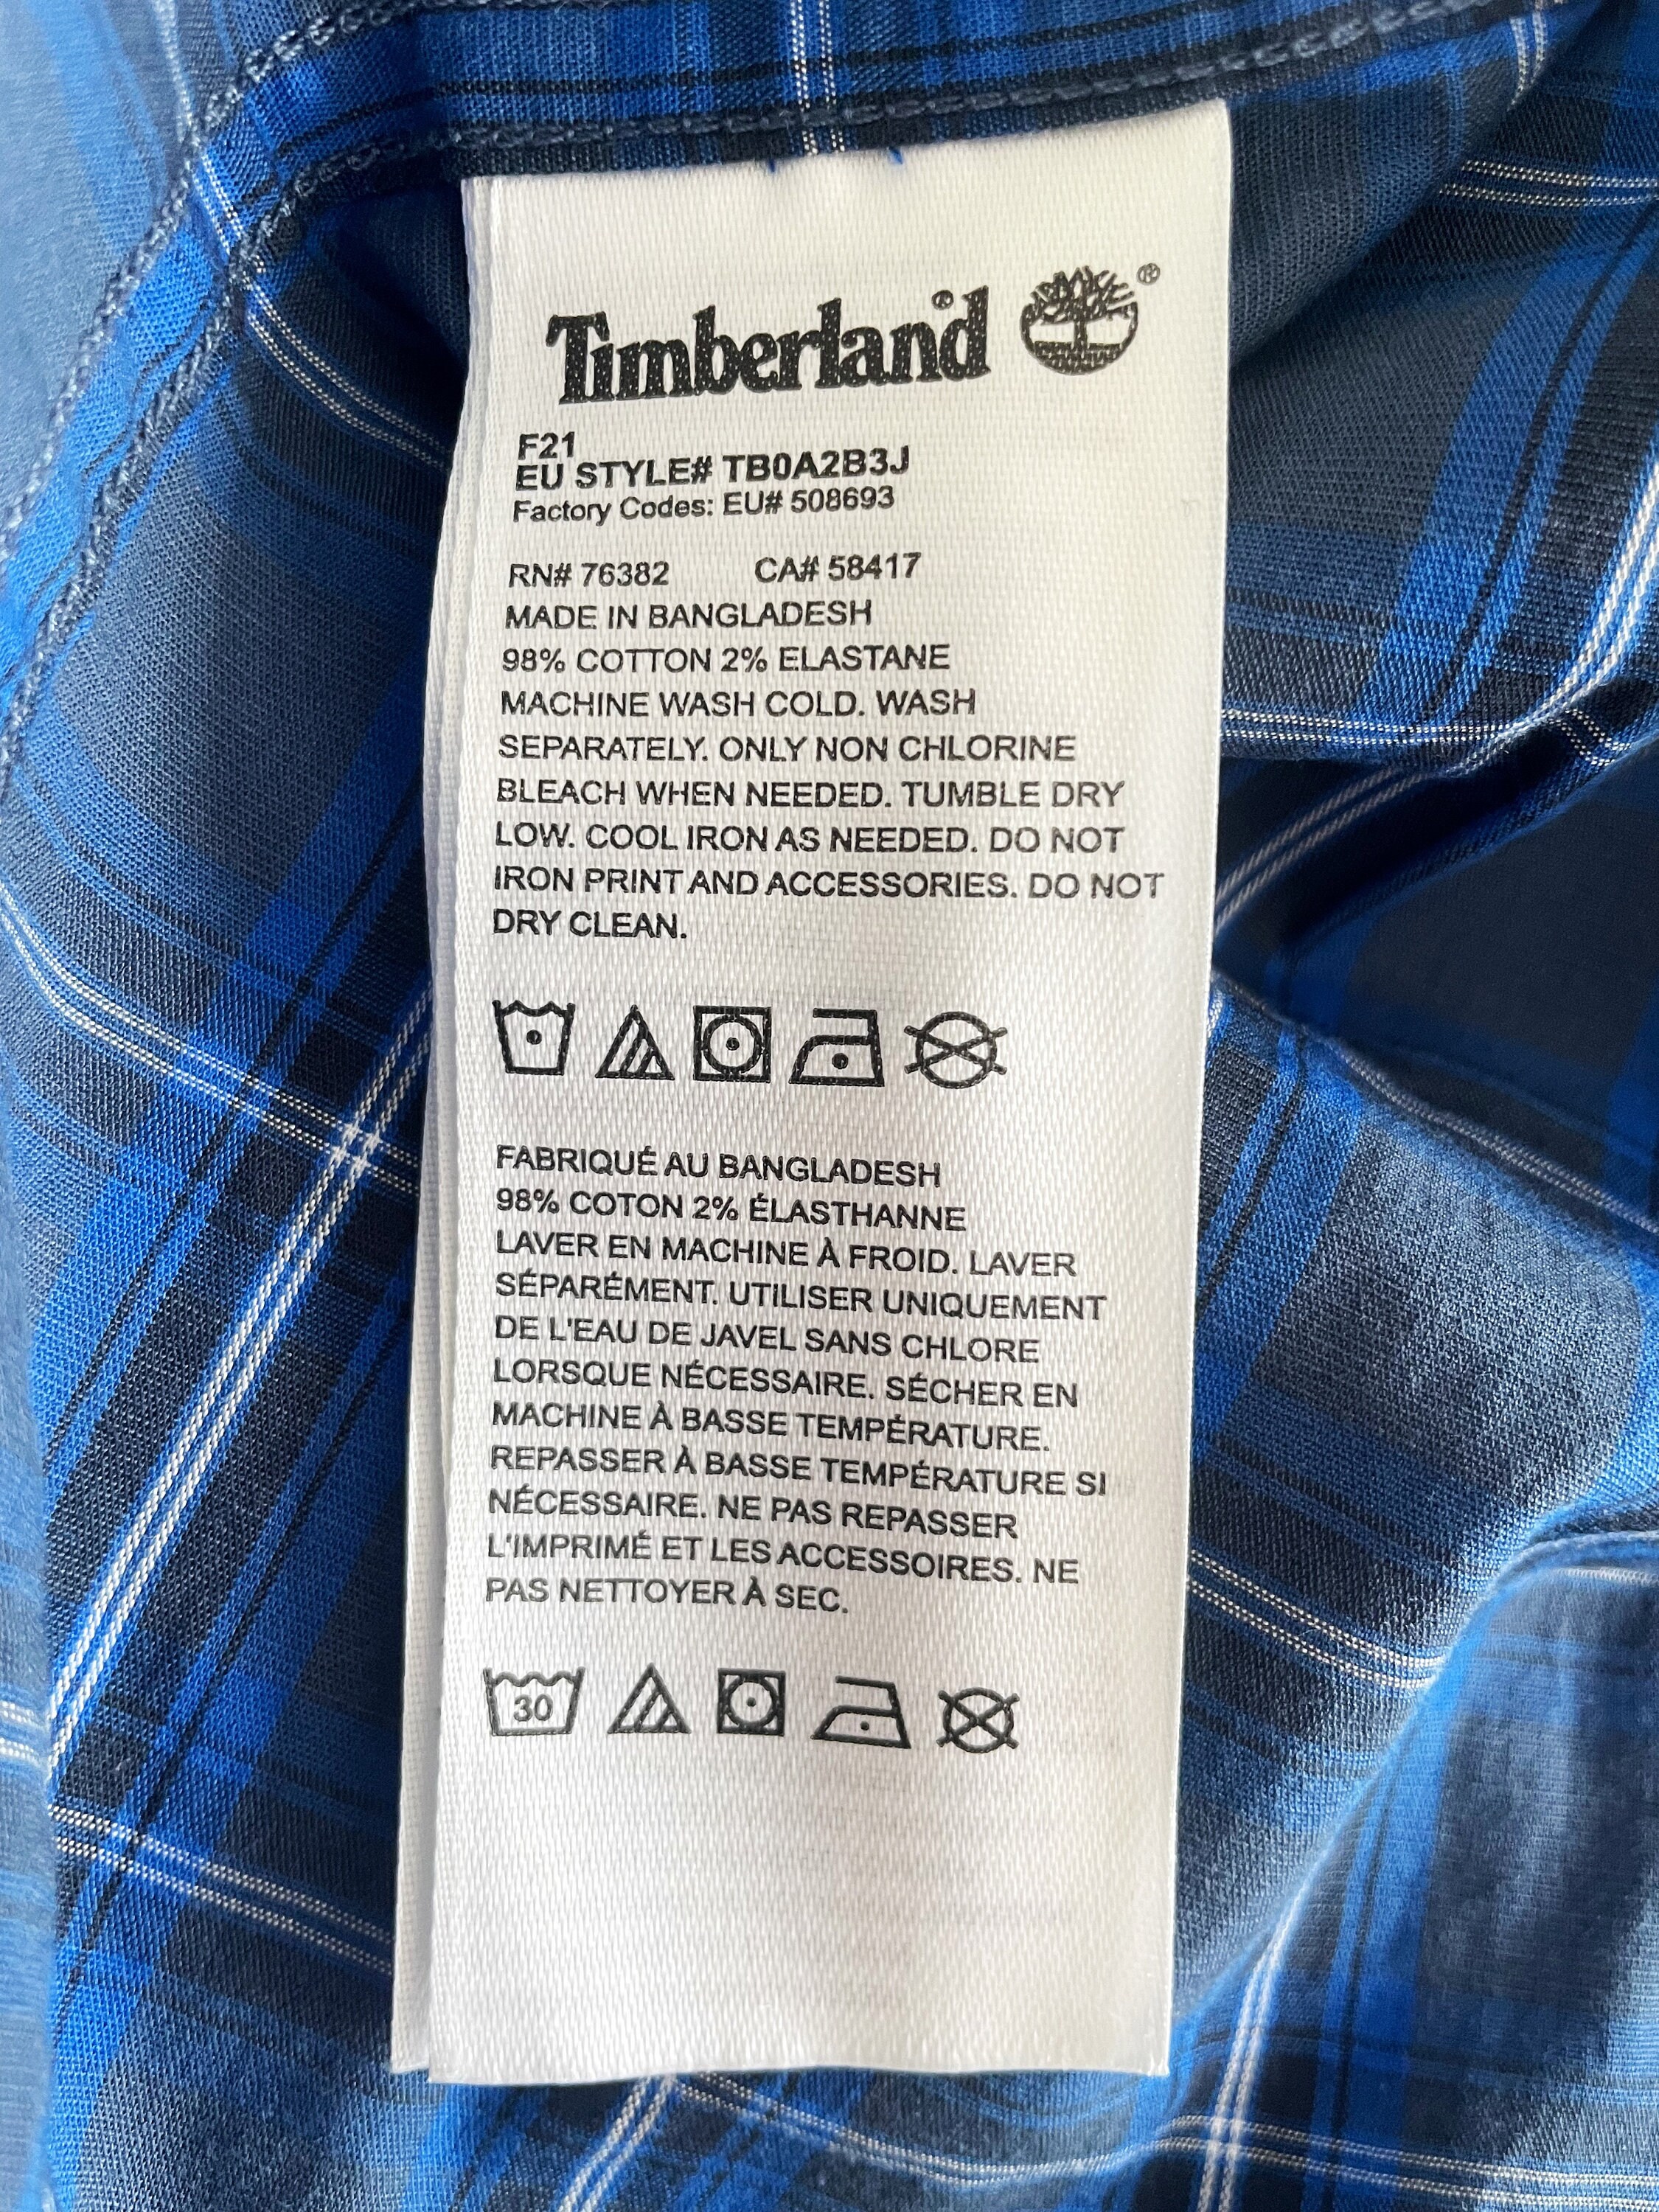 Timberland® ®
F21
EU STYLE# TB0A2B3J
Factory Codes: EU# 508693
RN# 76382 CA# 58417
MADE IN BANGLADESH
98% COTTON 2% ELASTANE
MACHINE WASH COLD. WASH
SEPARATELY. ONLY NON CHLORINE
BLEACH WHEN NEEDED. TUMBLE DRY
LOW. COOL IRON AS NEEDED. DO NOT
IRON PRINT AND ACCESSORIES. DO NOT
DRY CLEAN.
FABRIQUÉ AU BANGLADESH
98% COTON 2% ÉLASTHANNE
LAVER EN MACHINE À FROID. LAVER
SÉPARÉMENT. UTILISER UNIQUEMENT
DE L'EAU DE JAVEL SANS CHLORE
LORSQUE NÉCESSAIRE. SÉCHER EN
MACHINE À BASSE TEMPÉRATURE.
REPASSER À BASSE TEMPÉRATURE SI
NÉCESSAIRE. NE PAS REPASSER
L'IMPRIMÉ ET LES ACCESSOIRES. NE
PAS NETTOYER À SEC.
30